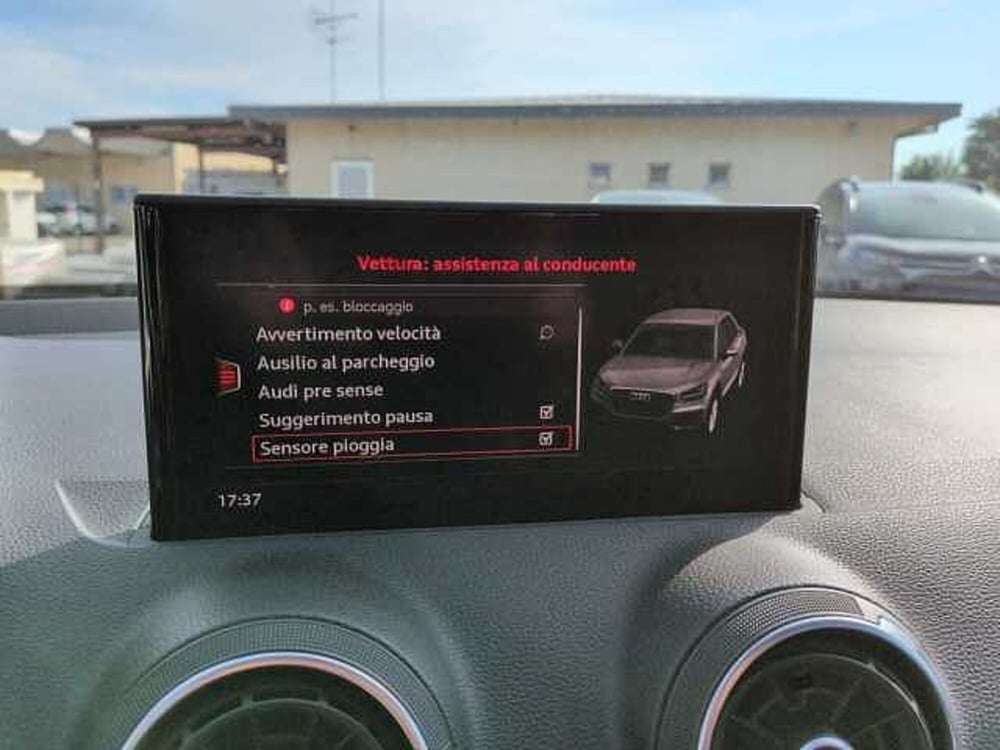 Vettura: assistenza al conducente
p. es. bloccaggio
Avvertimento velocità
Ausilio al parcheggio
Audi pre sense
Suggerimento pausa
Sensore pioggia
17:37